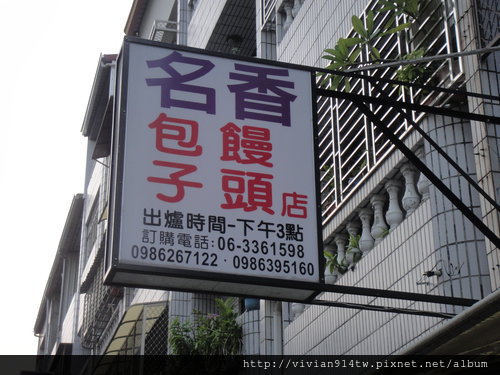 名香
包子 饅頭店
出爐時間-下午3點
訂購電話:06-3361598
0986267122 · 0986395160
http://vivian914tw.pixnet.net/album